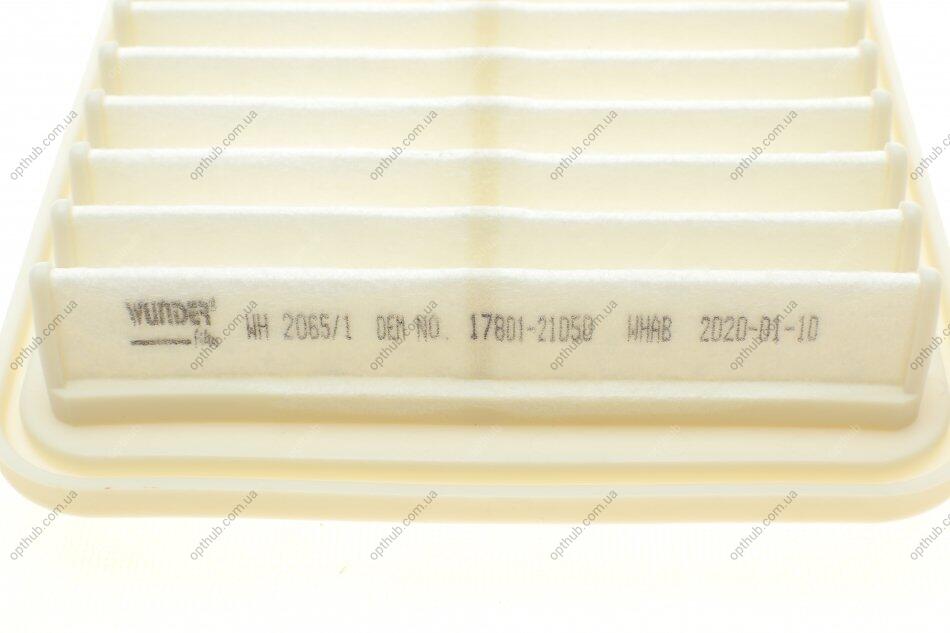 WUNDER WH 2065/1 OEM-NO. 17801-21050 WHAB 2020-01-10
filter
opthub.com.ua